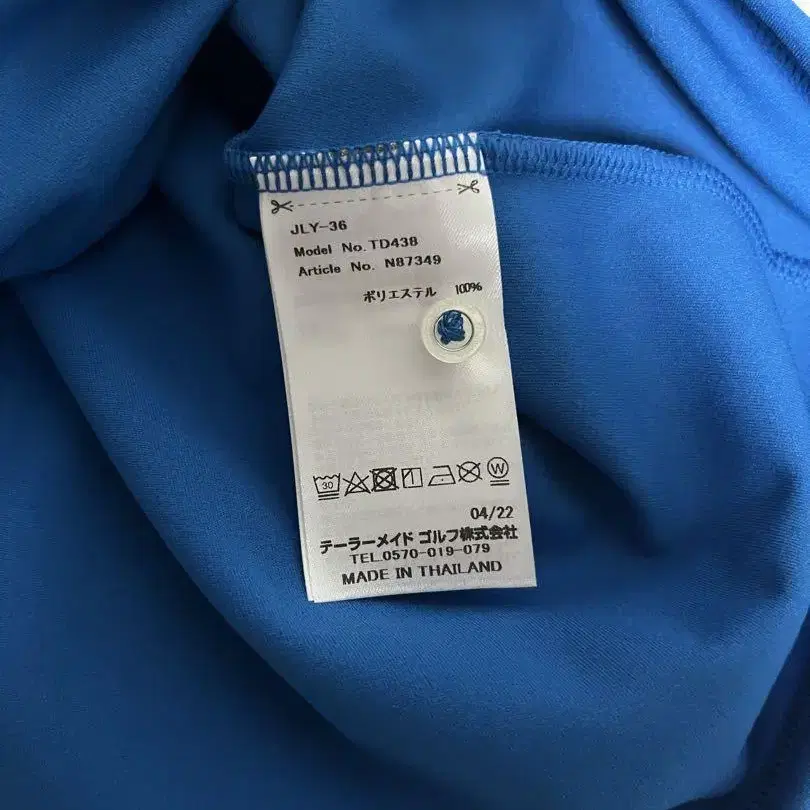 JLY-36
Model No. TD438
Article No. N87349
ポリエステル 100%
30
W
04/22
テーラーメイド ゴルフ株式会社
TEL.0570-019-079
MADE IN THAILAND